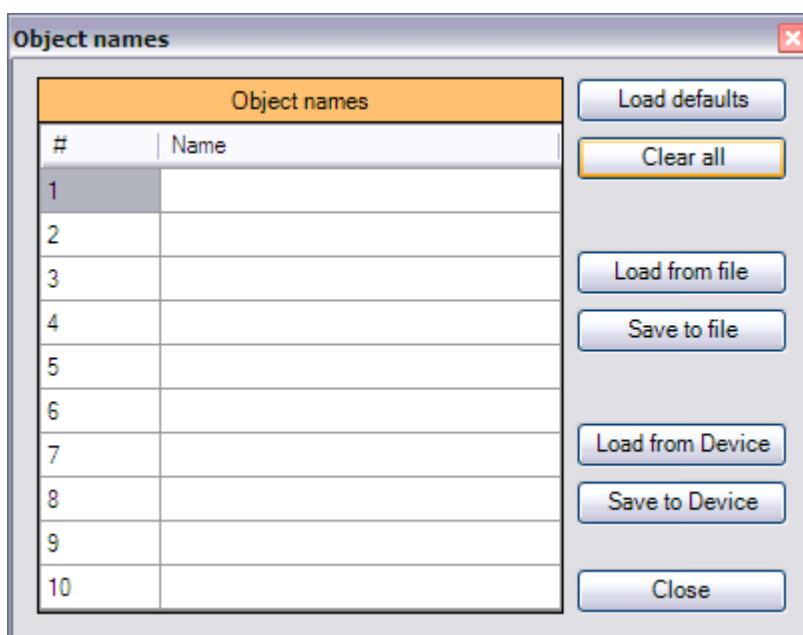 Object names
Object names
# Name
1
2
3
4
5
6
7
8
9
10
Load defaults
Clear all
Load from file
Save to file
Load from Device
Save to Device
Close